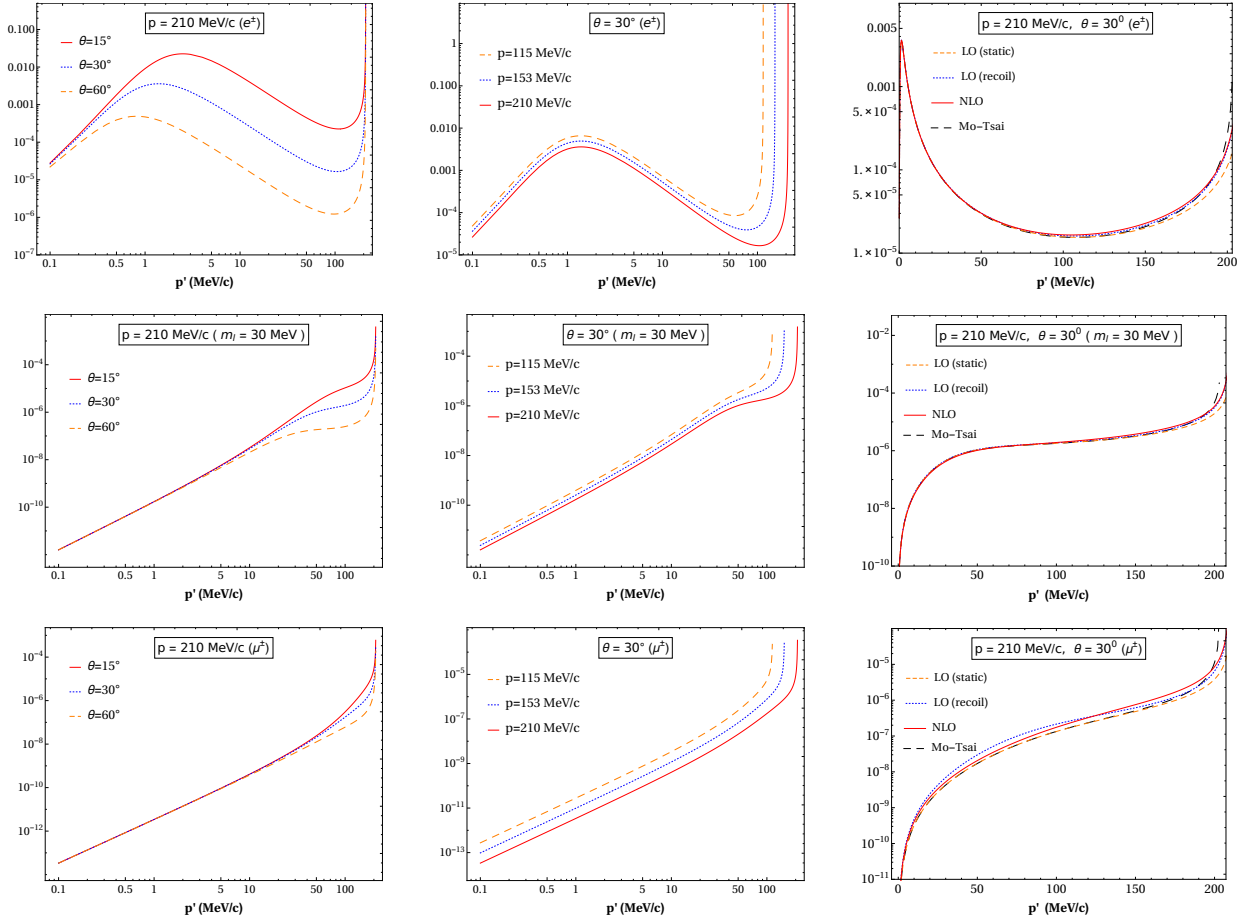 p = 210 MeV/c (e±)
θ=15°
θ=30°
θ=60°
0.100
0.010
0.001
10⁻⁴
10⁻⁵
10⁻⁶
10⁻⁷
0.1 0.5 1 5 10 50 100
p' (MeV/c)
θ = 30° (e±)
p=115 MeV/c
p=153 MeV/c
p=210 MeV/c
1
0.100
0.010
0.001
10⁻⁴
10⁻⁵
0.1 0.5 1 5 10 50 100
p' (MeV/c)
p = 210 MeV/c, θ = 30⁰ (e±)
LO (static)
LO (recoil)
NLO
Mo-Tsai
0.005
0.001
5.×10⁻⁴
1.×10⁻⁴
5.×10⁻⁵
1.×10⁻⁵
0 50 100 150 200
p' (MeV/c)
p = 210 MeV/c ( mₗ = 30 MeV )
θ=15°
θ=30°
θ=60°
10⁻⁴
10⁻⁶
10⁻⁸
10⁻¹⁰
0.1 0.5 1 5 10 50 100
p' (MeV/c)
θ = 30° ( mₗ = 30 MeV )
p=115 MeV/c
p=153 MeV/c
p=210 MeV/c
10⁻⁴
10⁻⁶
10⁻⁸
10⁻¹⁰
0.1 0.5 1 5 10 50 100
p' (MeV/c)
p = 210 MeV/c, θ = 30⁰ ( mₗ = 30 MeV )
LO (static)
LO (recoil)
NLO
Mo-Tsai
10⁻²
10⁻⁴
10⁻⁶
10⁻⁸
10⁻¹⁰
0 50 100 150 200
p' (MeV/c)
p = 210 MeV/c (μ±)
θ=15°
θ=30°
θ=60°
10⁻⁴
10⁻⁶
10⁻⁸
10⁻¹⁰
10⁻¹²
0.1 0.5 1 5 10 50 100
p' (MeV/c)
θ = 30° (μ±)
p=115 MeV/c
p=153 MeV/c
p=210 MeV/c
10⁻⁵
10⁻⁷
10⁻⁹
10⁻¹¹
10⁻¹³
0.1 0.5 1 5 10 50 100
p' (MeV/c)
p = 210 MeV/c, θ = 30⁰ (μ±)
LO (static)
LO (recoil)
NLO
Mo-Tsai
10⁻⁵
10⁻⁶
10⁻⁷
10⁻⁸
10⁻⁹
10⁻¹⁰
10⁻¹¹
0 50 100 150 200
p' (MeV/c)